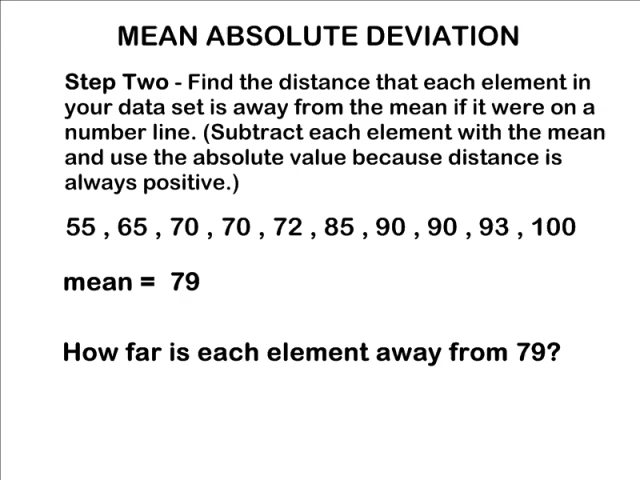 MEAN ABSOLUTE DEVIATION
Step Two - Find the distance that each element in
your data set is away from the mean if it were on a
number line. (Subtract each element with the mean
and use the absolute value because distance is
always positive.)
55 , 65 , 70 , 70 , 72 , 85 , 90 , 90 , 93 , 100
mean = 79
How far is each element away from 79?